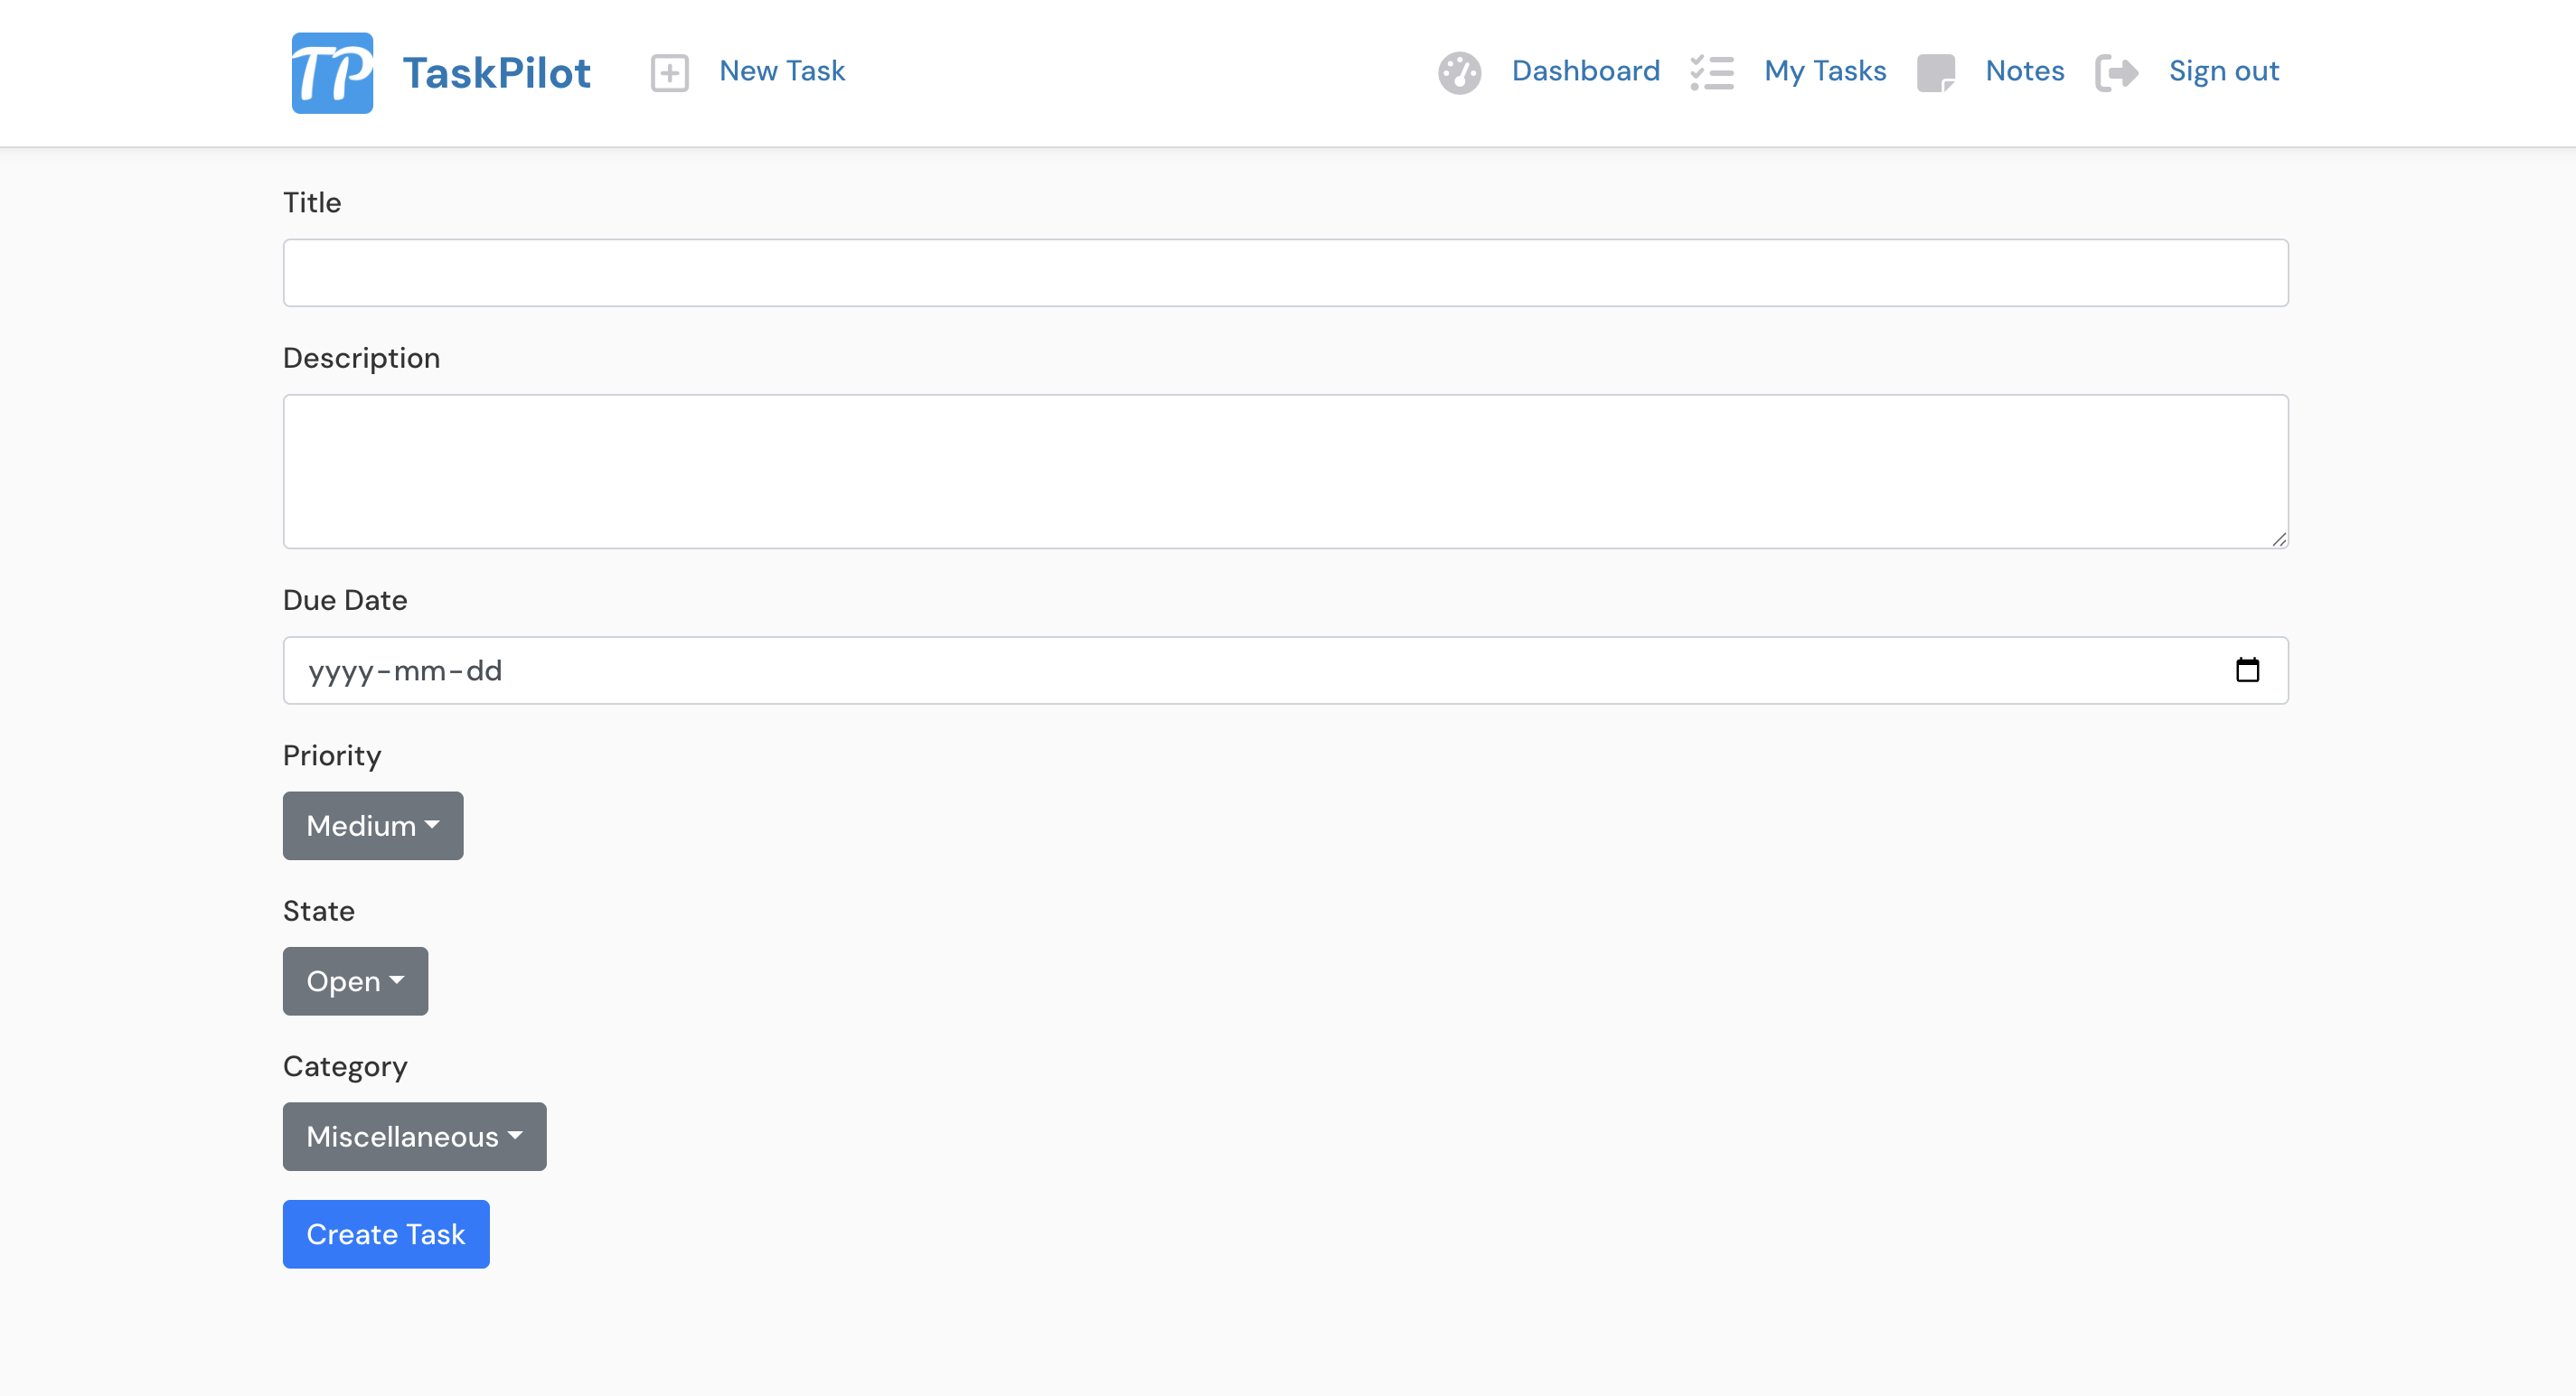 TP TaskPilot New Task Dashboard My Tasks Notes Sign out
Title
Description
Due Date
yyyy-mm-dd
Priority
Medium
State
Open
Category
Miscellaneous
Create Task